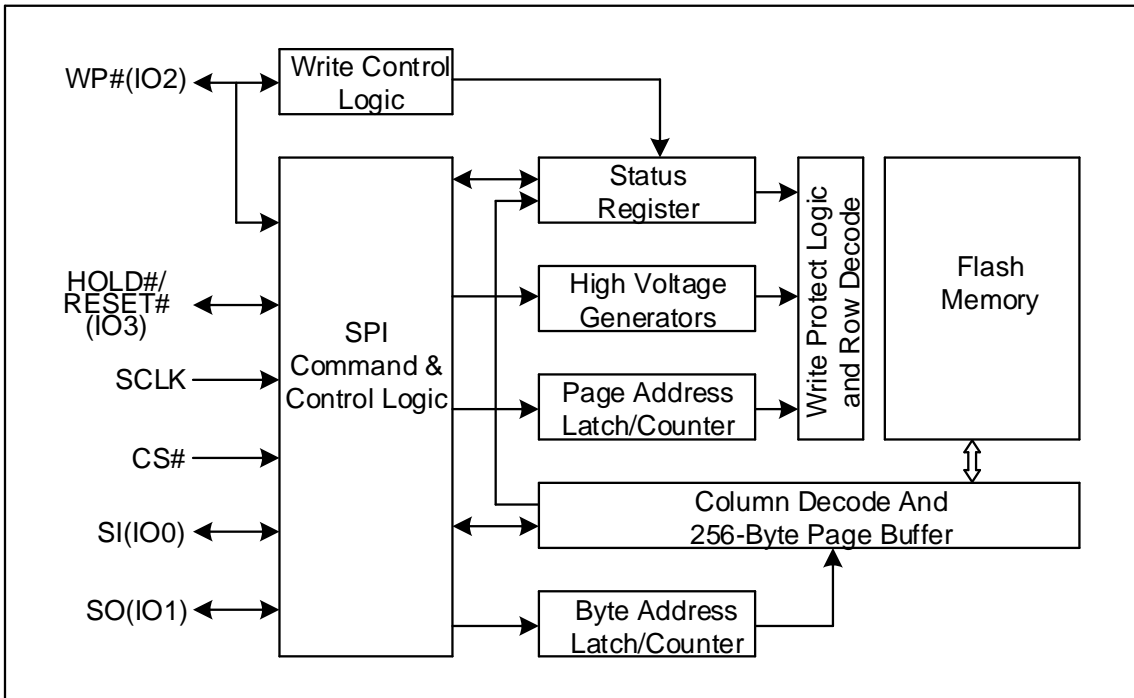 WP#(IO2)
Write Control
Logic
HOLD#/
RESET#
(IO3)
SCLK
CS#
SI(IO0)
SO(IO1)
SPI
Command &
Control Logic
Status
Register
High Voltage
Generators
Page Address
Latch/Counter
Write Protect Logic
and Row Decode
Flash
Memory
Column Decode And
256-Byte Page Buffer
Byte Address
Latch/Counter